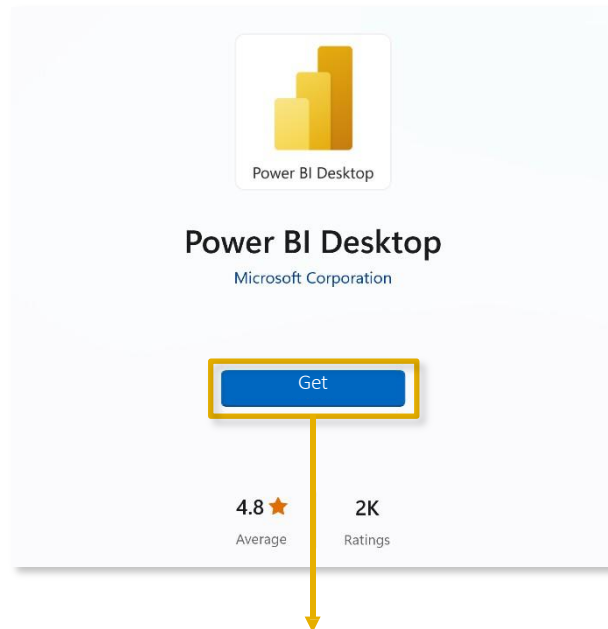 Power BI Desktop
Power BI Desktop
Microsoft Corporation
Get
4.8 2K
Average Ratings